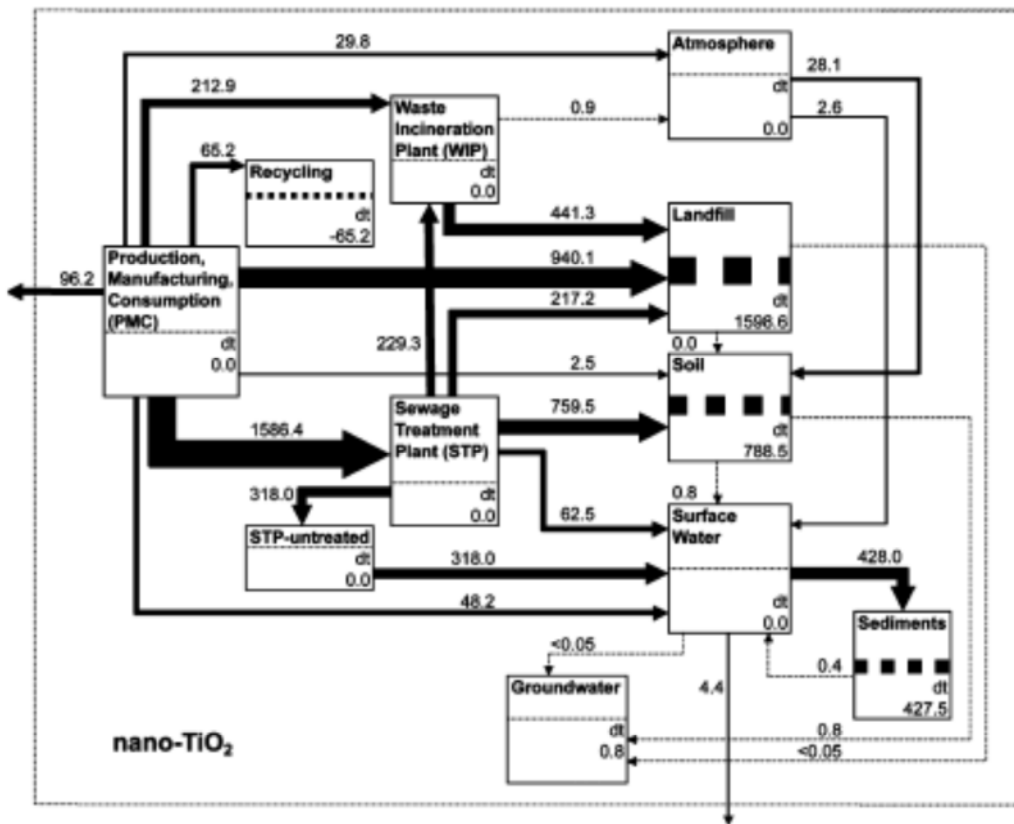 29.8
Atmosphere
28.1
dt
0.0
2.6
212.9
Waste
Incineration
Plant (WIP)
dt
0.0
0.9
65.2
Recycling
dt
-65.2
441.3
Landfill
dt
1598.6
96.2
Production,
Manufacturing,
Consumption
(PMC)
dt
0.0
940.1
217.2
229.3
0.0
2.5
Soil
dt
788.5
1586.4
Sewage
Treatment
Plant (STP)
dt
0.0
759.5
318.0
0.8
62.5
Surface
Water
dt
0.0
STP-untreated
dt
0.0
318.0
428.0
48.2
Sediments
dt
427.5
<0.05
0.4
Groundwater
dt
0.8
4.4
0.8
<0.05
nano-TiO₂